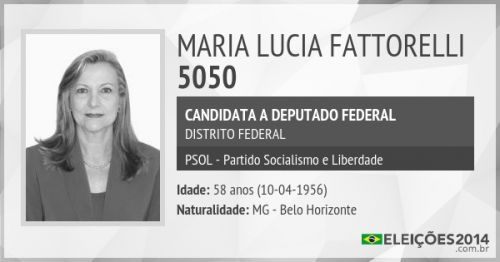 MARIA LUCIA FATTORELLI
5050
CANDIDATA A DEPUTADO FEDERAL
DISTRITO FEDERAL
PSOL - Partido Socialismo e Liberdade
Idade: 58 anos (10-04-1956)
Naturalidade: MG - Belo Horizonte
ELEIÇÕES2014
.com.br